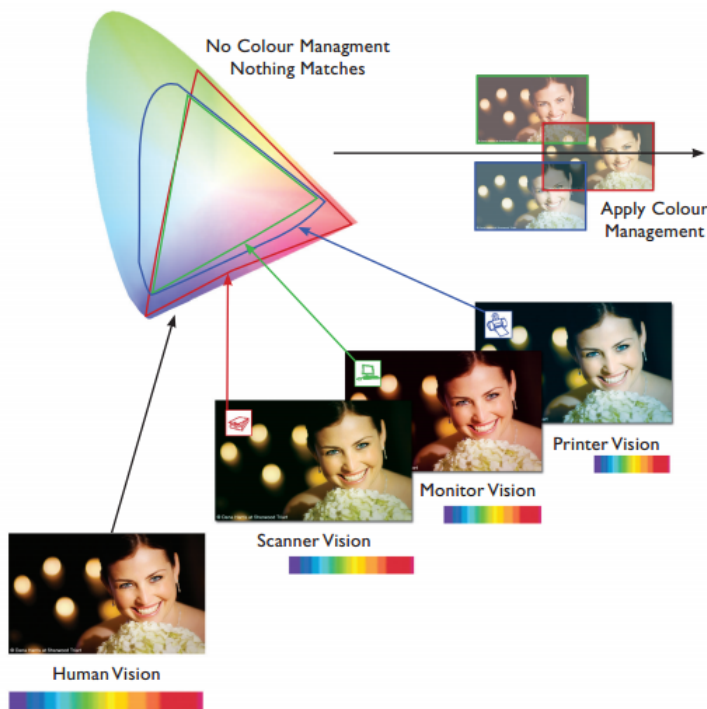 No Colour Managment
Nothing Matches
Apply Colour
Management
Printer Vision
Monitor Vision
Scanner Vision
Human Vision